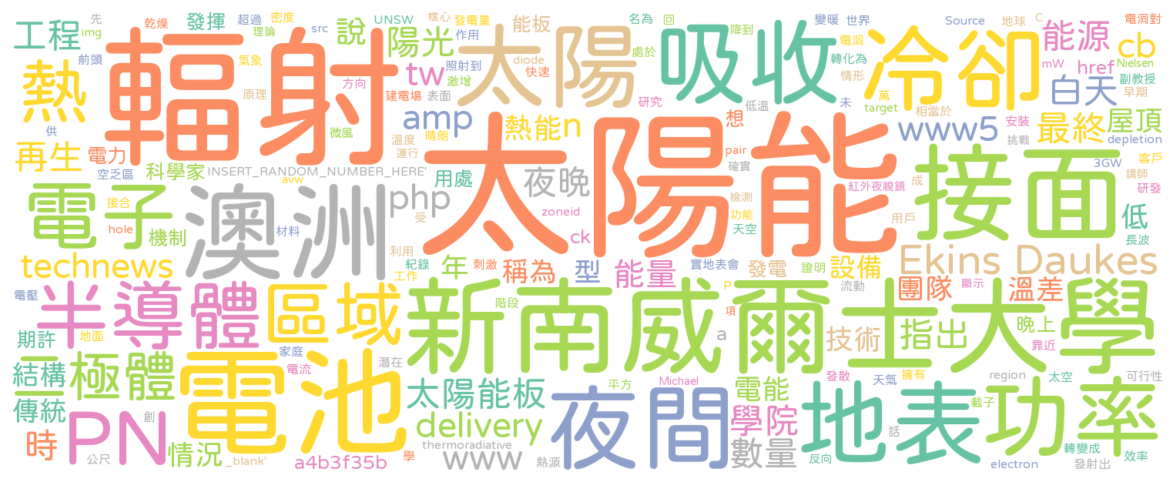 工程 先 乾燥 超過 密度 UNSW 核心 發電量 能板 名為 回 變暖 世界 Source 地球 C 電洞對
img 理論 發揮 src 說 陽光 作用 太陽 吸收 降到 電洞 冷卻 能源 mW Nielsen
前頭 氣象 照射到 diode 處於 轉化為 cb
熱 輻射 原理 方向 tw 激增 快速 研究 低溫 情形 萬 href 副教授
建電場 表面 未 target 白天 早期
供 微風 晴朗 amp 熱能n 想 相當於 安裝 屋頂
再生 電力 溫度 太陽能 pair www5 挑戰 最終 depletion
空乏區 科學家 INSERT_RANDOM_NUMBER_HERE' 運行 用處 夜晚 確實 接面 3GW 客戶
avw php 紅外夜視鏡 成 講師
電子 接合 澳洲 受 zoneid 檢測 用戶 低 研發
hole 機制 材料 ck 功能 天空 長波
technews 利用 紀錄 年 刺激 稱為 型 實地表會 能量 發電 證明 設備 Ekins Daukes
電壓 半導體 區域 工作 階段 新南威爾士大學 P 流動 團隊 顯示 溫差
期許 地面 項 a 技術 指出 晚上
結構 極體 家庭 電池 潛在 靠近
電流 太陽能板 夜間 平方 Michael 電能 發散 天氣 擁有 region 太空 可行性
傳統 創 delivery 學院 地表 載子 功率
時 PN 情況 thermoradiative 話 轉變成 效率
公尺 _blank' a4b3f35b 學 www 熱源 數量 反向 electron 發射出